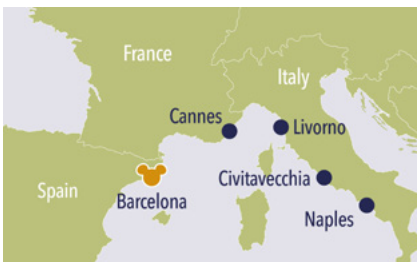 France
Italy
Cannes
Livorno
Spain
Civitavecchia
Barcelona
Naples